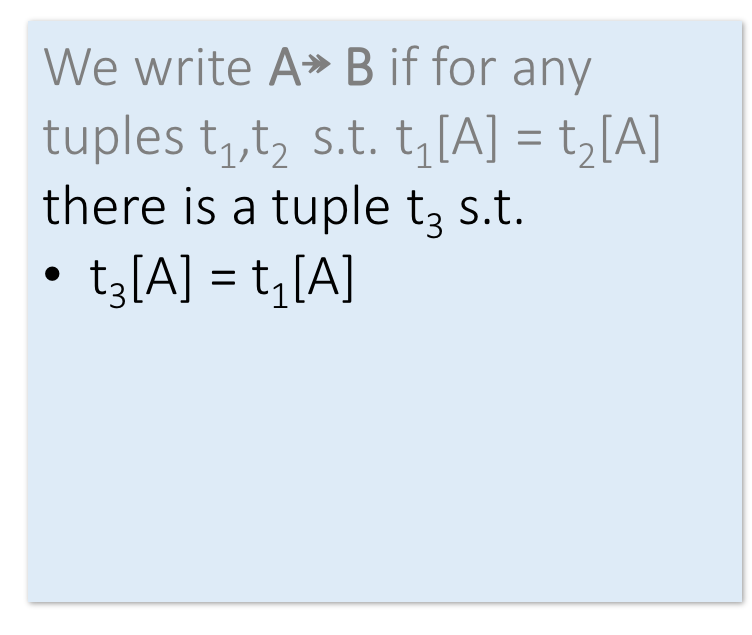 We write A↠ B if for any
tuples t₁,t₂ s.t. t₁[A] = t₂[A]
there is a tuple t₃ s.t.
• t₃[A] = t₁[A]